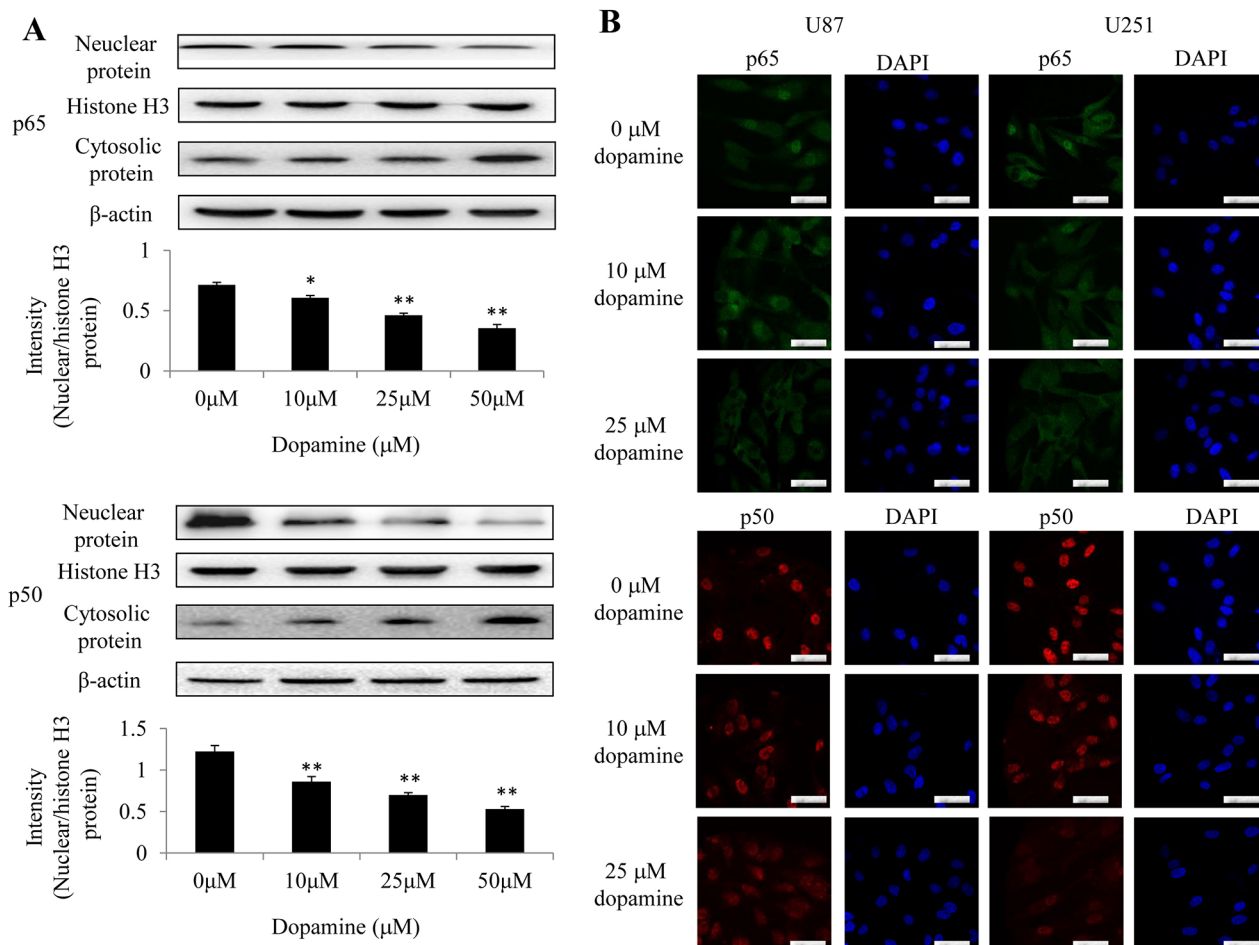 A
Neuclear
protein
Histone H3
p65
Cytosolic
protein
β-actin
Intensity
(Nuclear/histone H3
protein)
1
0.5
0
*
**
**
0μM
10μM
25μM
50μM
Dopamine (μM)
Neuclear
protein
Histone H3
p50
Cytosolic
protein
β-actin
Intensity
(Nuclear/histone H3
protein)
1.5
1
0.5
0
**
**
**
0μM
10μM
25μM
50μM
Dopamine (μM)
B
U87
U251
p65
DAPI
p65
DAPI
0 μM
dopamine
10 μM
dopamine
25 μM
dopamine
p50
DAPI
p50
DAPI
0 μM
dopamine
10 μM
dopamine
25 μM
dopamine